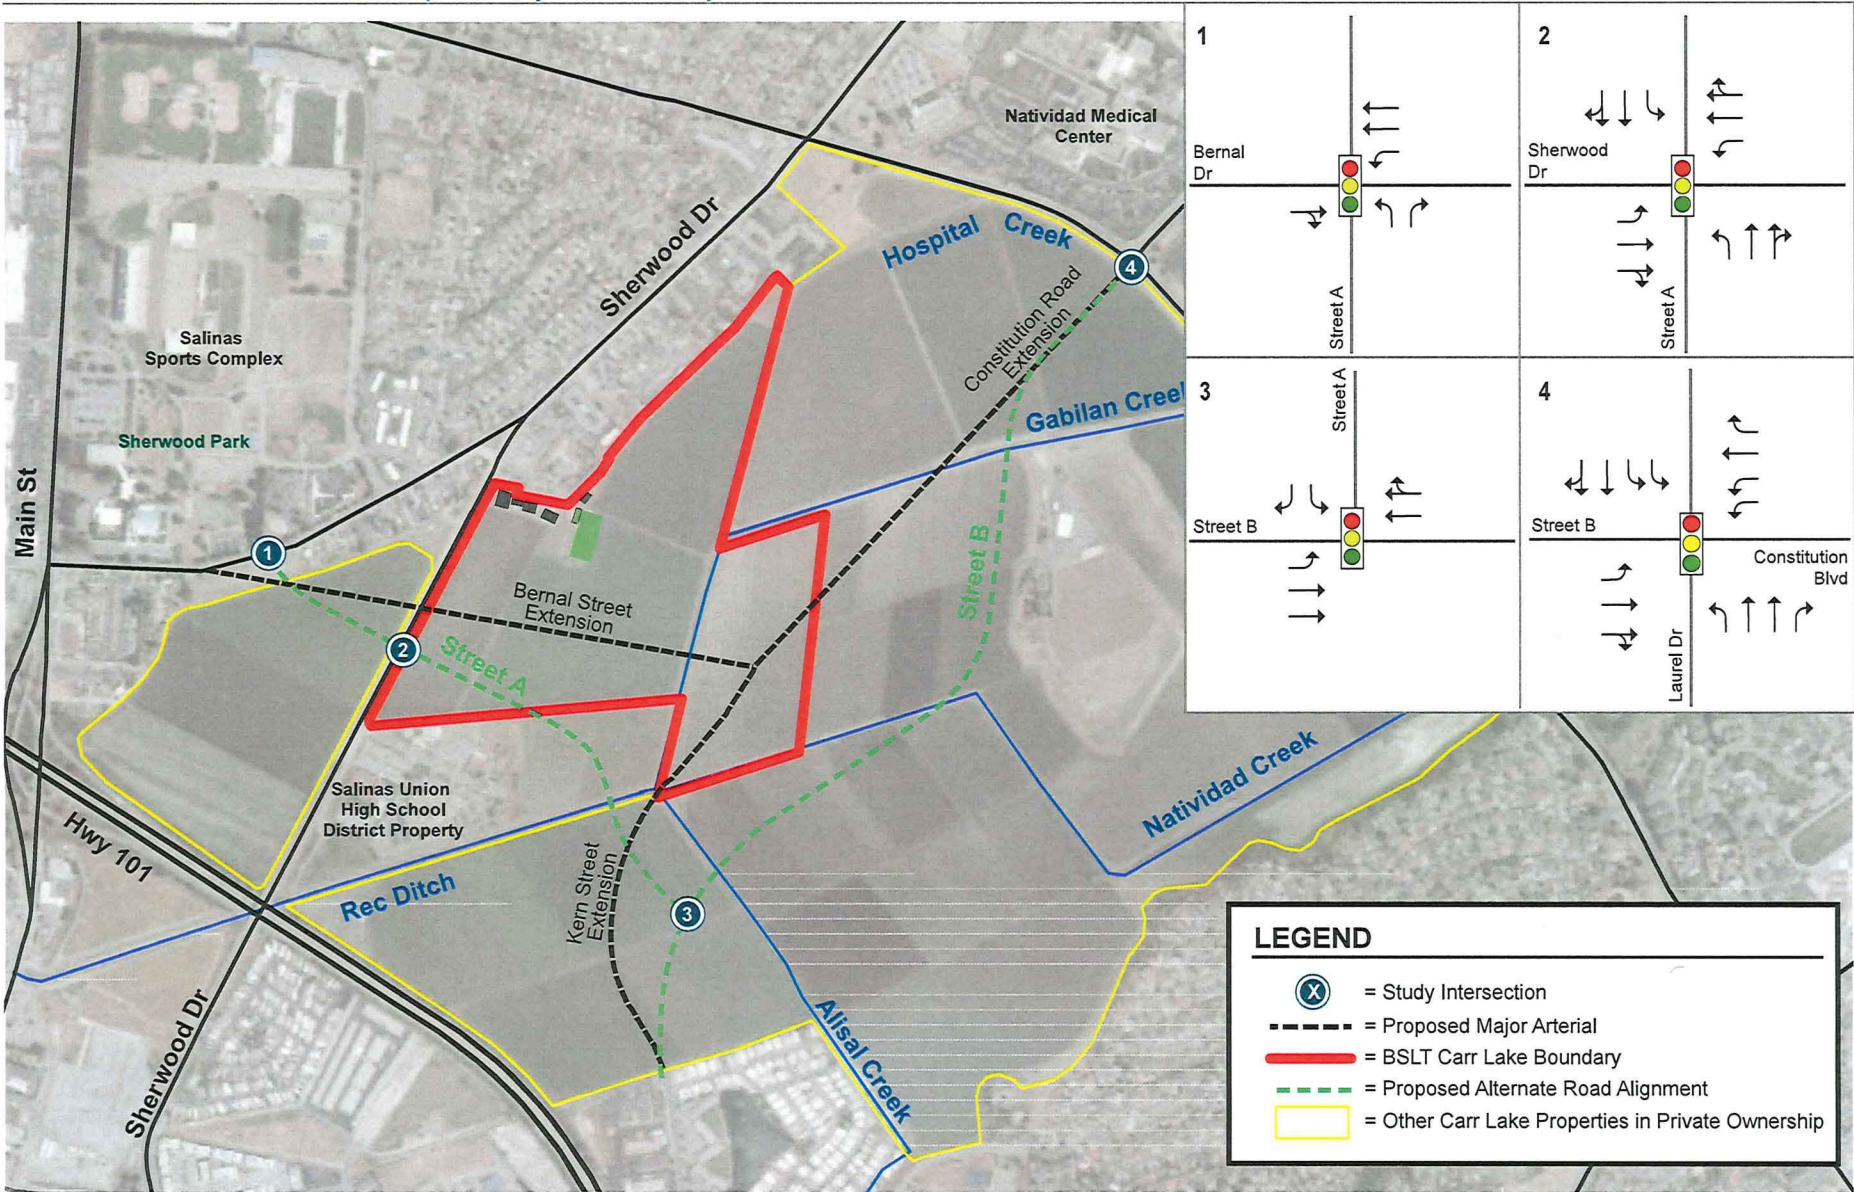 Natividad Medical
Center
Sherwood Dr
Hospital Creek
Constitution Road
Extension
Gabilan Creek
Salinas
Sports Complex
Sherwood Park
Main St
1
2
3
4
Bernal Street
Extension
Street A
Street B
Salinas Union
High School
District Property
Hwy 101
Rec Ditch
Kern Street
Extension
Natividad Creek
Alisal Creek
Sherwood Dr
1
Bernal
Dr
Street A
2
Sherwood
Dr
Street A
3
Street A
Street B
4
Street B
Constitution
Blvd
Laurel Dr
LEGEND
X = Study Intersection
= Proposed Major Arterial
= BSLT Carr Lake Boundary
= Proposed Alternate Road Alignment
= Other Carr Lake Properties in Private Ownership